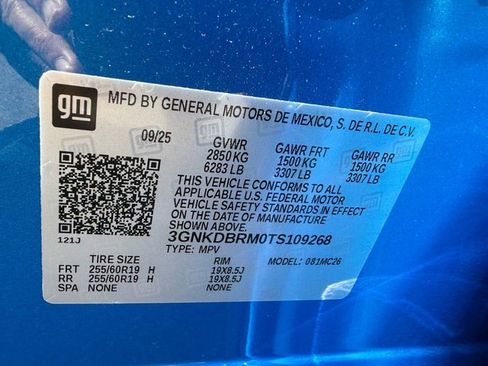 gm
MFD BY GENERAL MOTORS DE MEXICO, S. DE R.L. DE C.V.
09/25 GVWR GAWR FRT GAWR RR
2850 KG 1500 KG 1500 KG
6283 LB 3307 LB 3307 LB
THIS VEHICLE CONFORMS TO ALL
APPLICABLE U.S. FEDERAL MOTOR
VEHICLE SAFETY STANDARDS IN EFFECT
ON THE DATE OF MANUFACTURE
SHOWN ABOVE.
3GNKDBRM0TS109268
121J TYPE: MPV MODEL: 081MC26
TIRE SIZE RIM
FRT 255/60R19 H 19X8.5J
RR 255/60R19 H 19X8.5J
SPA NONE NONE